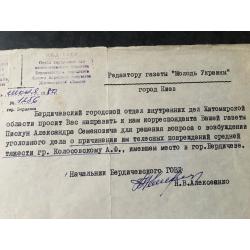 Редактору газеты "Молодь Украины"
город Киев
Бердичевский городской отдел внутренних дел Житомирской
области просит Вас направить к нам корреспондента Вашей газеты
Пискун Александра Семеновича для решения вопроса о возбуждении
уголовного дела о причинении им телесных повреждений средней
тяжести гр. Колосовскому А.Ф., имевшем место в гор.Бердичеве.
Начальник Бердичевского ГОВД
Н.В.Алексеенко